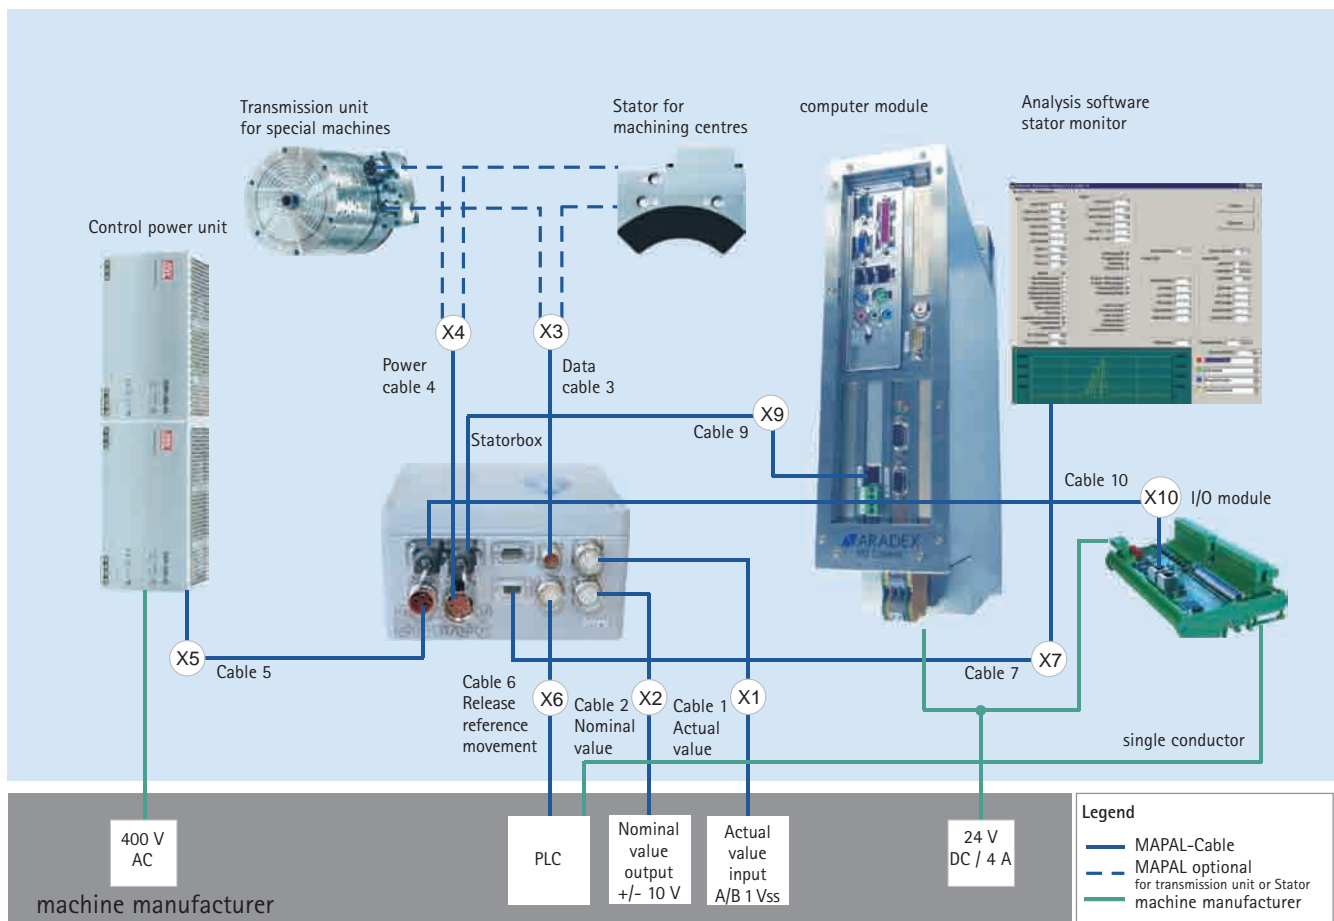 Transmission unit
for special machines
Stator for
machining centres
computer module
Analysis software
stator monitor
Control power unit
X4
X3
Power
cable 4
Data
cable 3
X9
Cable 9
Statorbox
Cable 10
X10
I/O module
ARADEX
X5
Cable 5
X7
Cable 7
Cable 6
Release
reference
movement
X6
Cable 2
Nominal
value
X2
Cable 1
Actual
value
X1
single conductor
400 V
AC
PLC
Nominal
value
output
+/- 10 V
Actual
value
input
A/B 1 Vss
24 V
DC / 4 A
machine manufacturer
Legend
MAPAL-Cable
MAPAL optional
for transmission unit or Stator
machine manufacturer